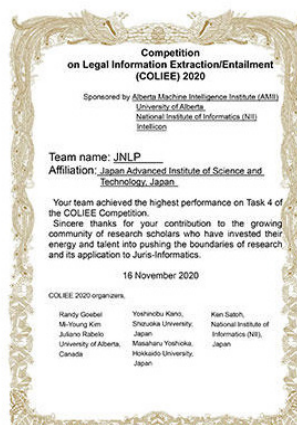 Competition
on Legal Information Extraction/Entailment
(COLIEE) 2020
Sponsored by Alberta Machine Intelligence Institute (AMII)
University of Alberta
National Institute of Informatics (NII)
Intellicon
Team name: JNLP
Affiliation: Japan Advanced Institute of Science and
Technology, Japan
Your team achieved the highest performance on Task 4 of
the COLIEE Competition.
Sincere thanks for your contribution to the growing
community of research scholars who have invested their
energy and talent into pushing the boundaries of research
and its application to Juris-Informatics.
16 November 2020
COLIEE 2020 organizers,
Randy Goebel
Mi-Young Kim
Juliano Rabelo
University of Alberta,
Canada
Yoshinobu Kano,
Shizuoka University,
Japan
Masaharu Yoshioka,
Hokkaido University,
Japan
Ken Satoh,
National Institute of
Informatics (NII),
Japan